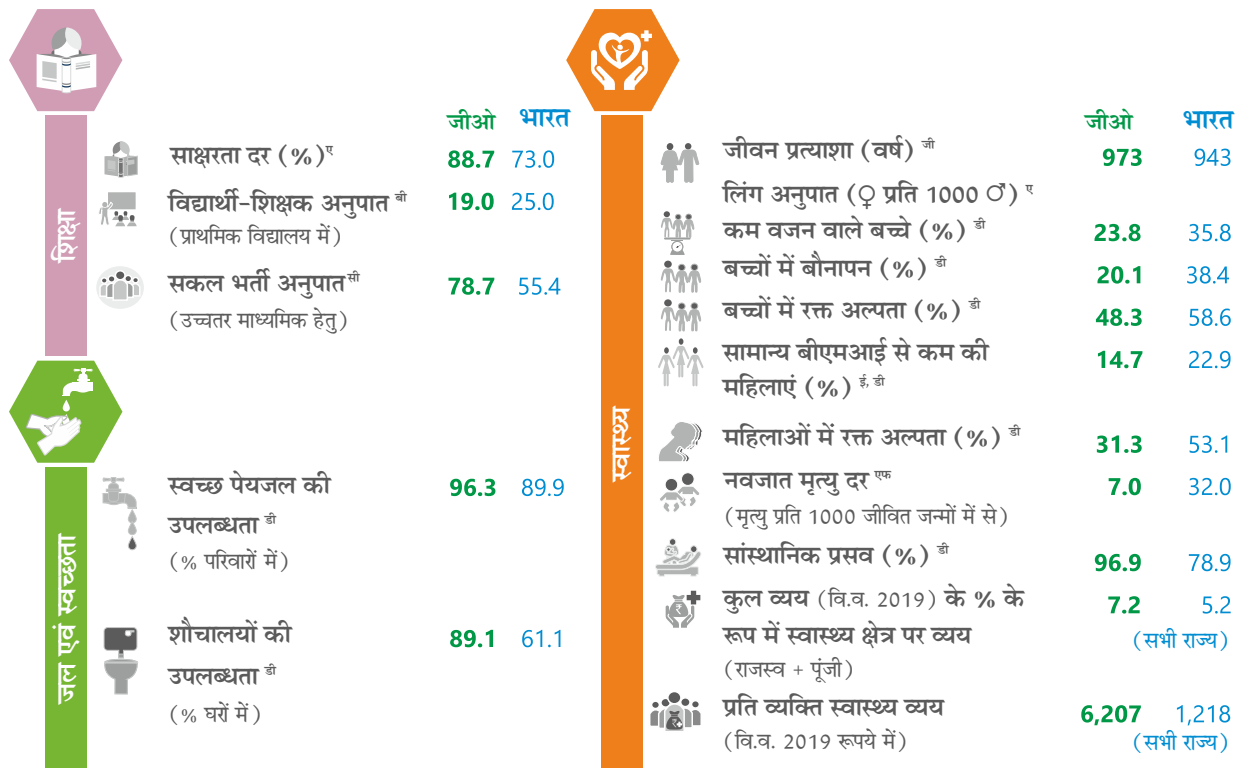 जीओ भारत
साक्षरता दर (%) ए 88.7 73.0
विद्यार्थी-शिक्षक अनुपात बी 19.0 25.0
(प्राथमिक विद्यालय में)
सकल भर्ती अनुपात सी 78.7 55.4
(उच्चतर माध्यमिक हेतु)
शिक्षा
स्वच्छ पेयजल की 96.3 89.9
उपलब्धता डी
(% परिवारों में)
शौचालयों की 89.1 61.1
उपलब्धता डी
(% घरों में)
जल एवं स्वच्छता
जीओ भारत
जीवन प्रत्याशा (वर्ष) जी 973 943
लिंग अनुपात (♀ प्रति 1000 ♂) ए
कम वजन वाले बच्चे (%) डी 23.8 35.8
बच्चों में बौनापन (%) डी 20.1 38.4
बच्चों में रक्त अल्पता (%) डी 48.3 58.6
सामान्य बीएमआई से कम की 14.7 22.9
महिलाएं (%) ई, डी
महिलाओं में रक्त अल्पता (%) डी 31.3 53.1
नवजात मृत्यु दर एफ 7.0 32.0
(मृत्यु प्रति 1000 जीवित जन्मों में से)
सांस्थानिक प्रसव (%) डी 96.9 78.9
कुल व्यय (वि.व. 2019) के % के 7.2 5.2
रूप में स्वास्थ्य क्षेत्र पर व्यय (सभी राज्य)
(राजस्व + पूंजी)
प्रति व्यक्ति स्वास्थ्य व्यय 6,207 1,218
(वि.व. 2019 रूपये में) (सभी राज्य)
स्वास्थ्य